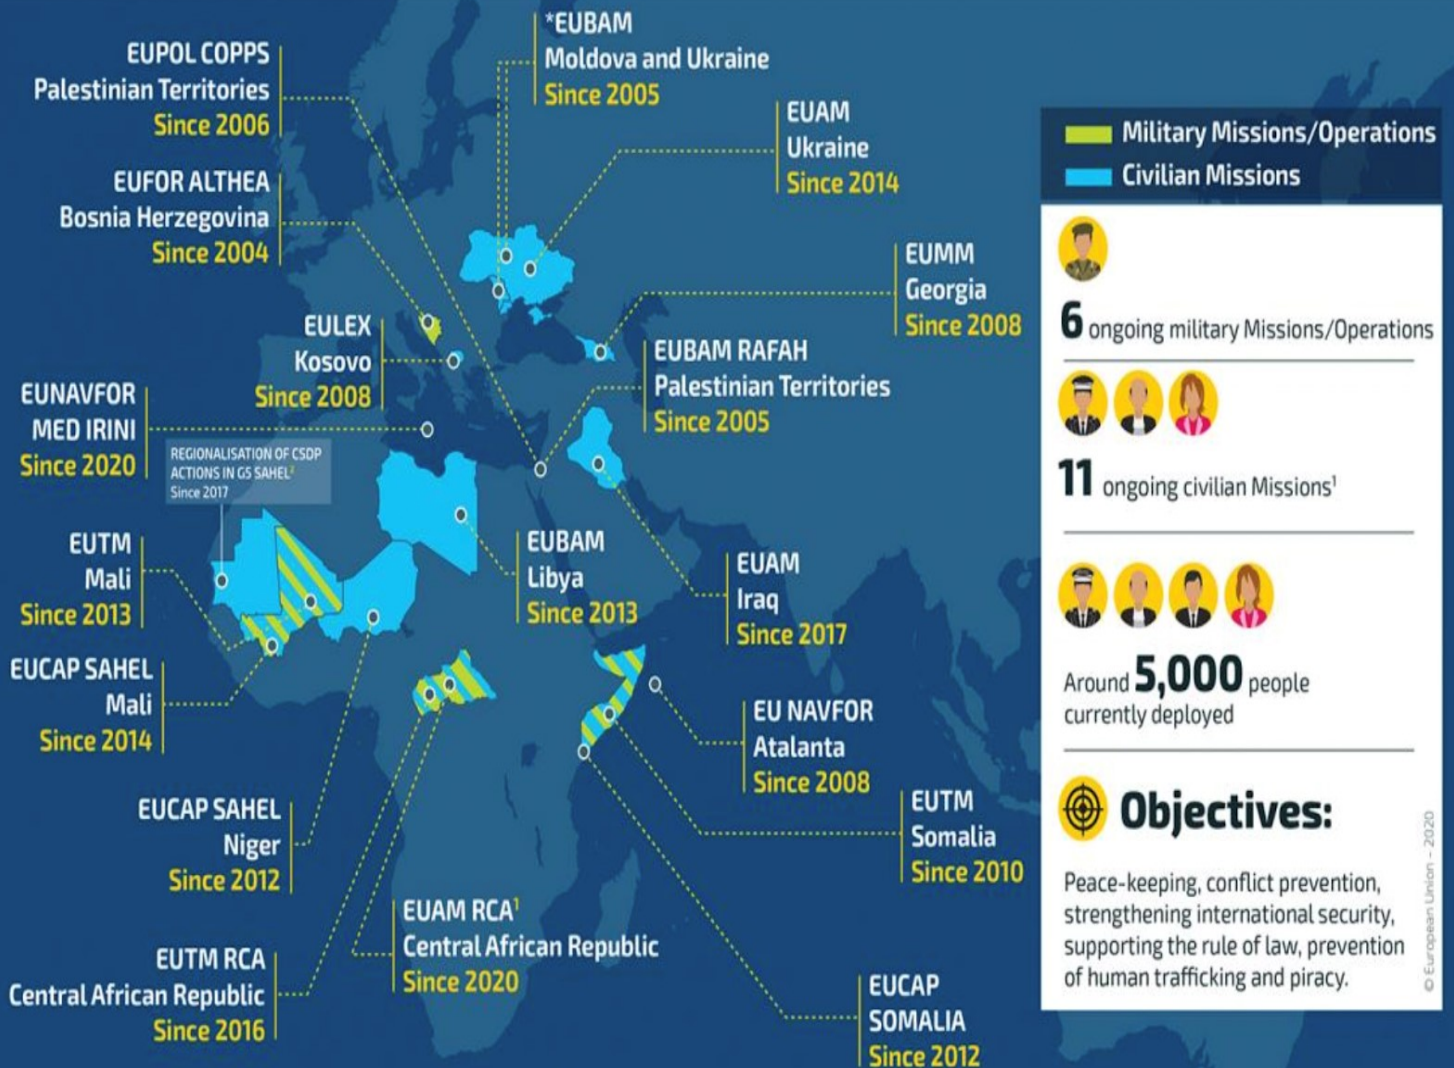 *EUBAM
Moldova and Ukraine
Since 2005
EUPOL COPPS
Palestinian Territories
Since 2006
EUAM
Ukraine
Since 2014
EUFOR ALTHEA
Bosnia Herzegovina
Since 2004
EUMM
Georgia
Since 2008
EULEX
Kosovo
Since 2008
EUBAM RAFAH
Palestinian Territories
Since 2005
EUNAVFOR
MED IRINI
Since 2020
REGIONALISATION OF CSDP
ACTIONS IN G5 SAHEL²
Since 2017
EUTM
Mali
Since 2013
EUBAM
Libya
Since 2013
EUAM
Iraq
Since 2017
EUCAP SAHEL
Mali
Since 2014
EU NAVFOR
Atalanta
Since 2008
EUCAP SAHEL
Niger
Since 2012
EUTM
Somalia
Since 2010
EUAM RCA¹
Central African Republic
Since 2020
EUTM RCA
Central African Republic
Since 2016
EUCAP
SOMALIA
Since 2012
Military Missions/Operations
Civilian Missions
6 ongoing military Missions/Operations
11 ongoing civilian Missions¹
Around 5,000 people
currently deployed
Objectives:
Peace-keeping, conflict prevention,
strengthening international security,
supporting the rule of law, prevention
of human trafficking and piracy.
© European Union - 2020